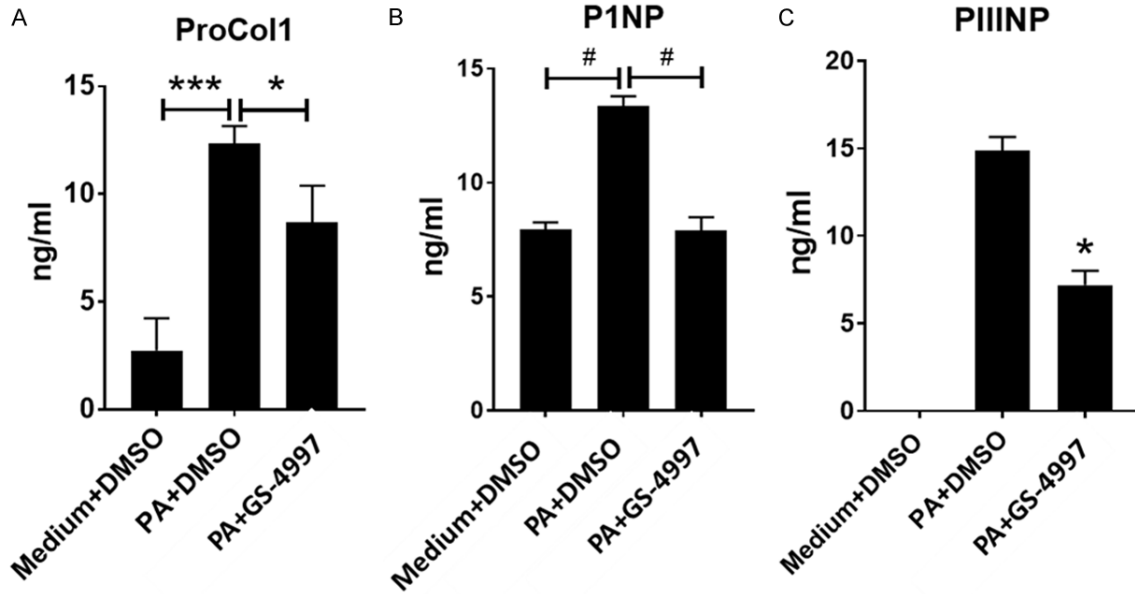 A
ProCol1
ng/ml
15
10
5
0
***
*
Medium+DMSO
PA+DMSO
PA+GS-4997
B
P1NP
ng/ml
15
10
5
0
#
#
Medium+DMSO
PA+DMSO
PA+GS-4997
C
PIIINP
ng/ml
20
15
10
5
0
*
Medium+DMSO
PA+DMSO
PA+GS-4997